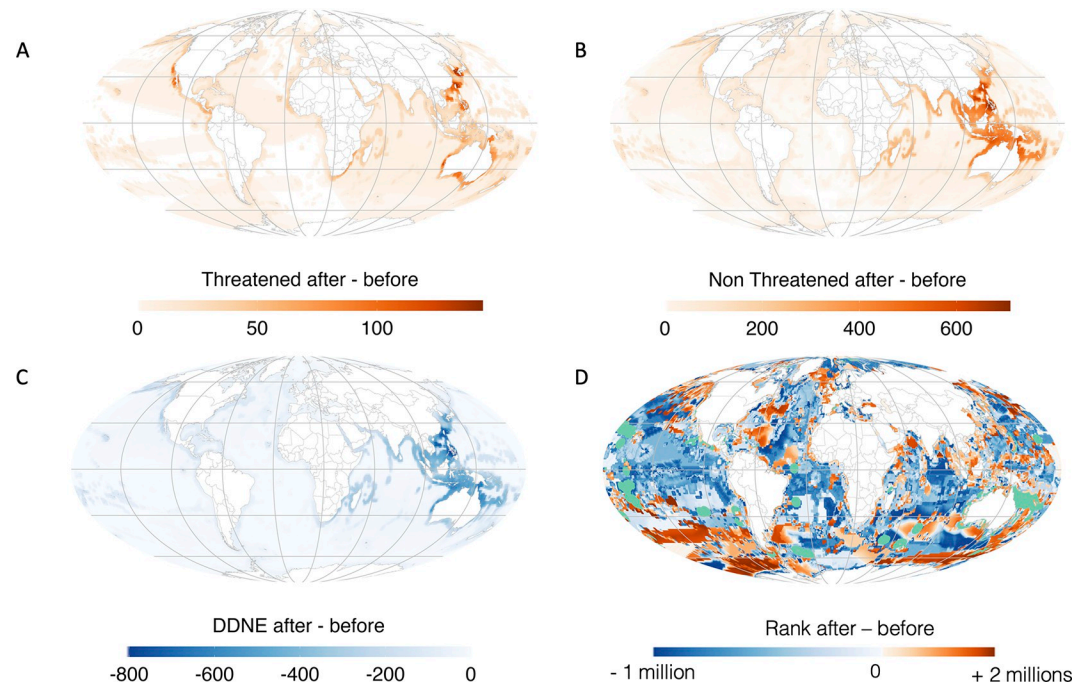 A
B
Threatened after - before
0 50 100
Non Threatened after - before
0 200 400 600
C
D
DDNE after - before
-800 -600 -400 -200 0
Rank after – before
- 1 million 0 + 2 millions